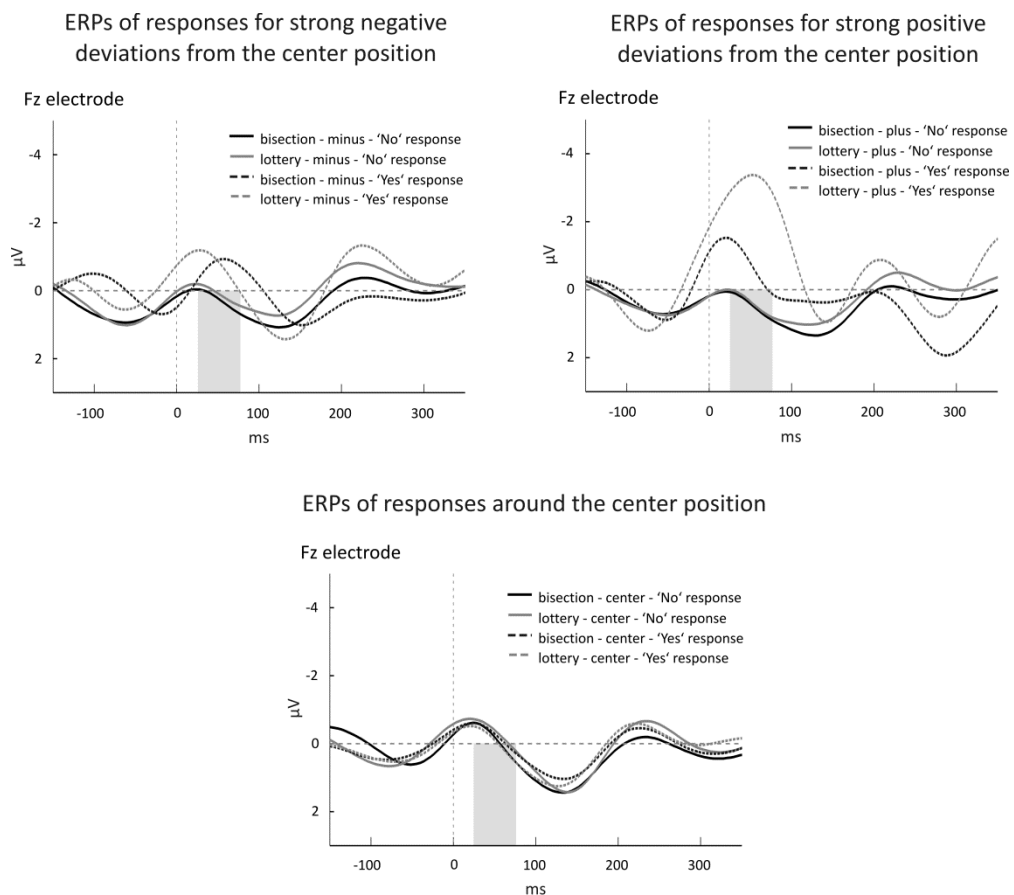 ERPs of responses for strong negative
deviations from the center position
Fz electrode
bisection - minus - ‘No‘ response
lottery - minus - ‘No‘ response
bisection - minus - ‘Yes‘ response
lottery - minus - ‘Yes‘ response
-4
-2
0
2
µV
-100
0
100
200
300
ms
ERPs of responses for strong positive
deviations from the center position
Fz electrode
bisection - plus - ‘No‘ response
lottery - plus - ‘No‘ response
bisection - plus - ‘Yes‘ response
lottery - plus - ‘Yes‘ response
-4
-2
0
2
µV
-100
0
100
200
300
ms
ERPs of responses around the center position
Fz electrode
bisection - center - ‘No‘ response
lottery - center - ‘No‘ response
bisection - center - ‘Yes‘ response
lottery - center - ‘Yes‘ response
-4
-2
0
2
µV
-100
0
100
200
300
ms